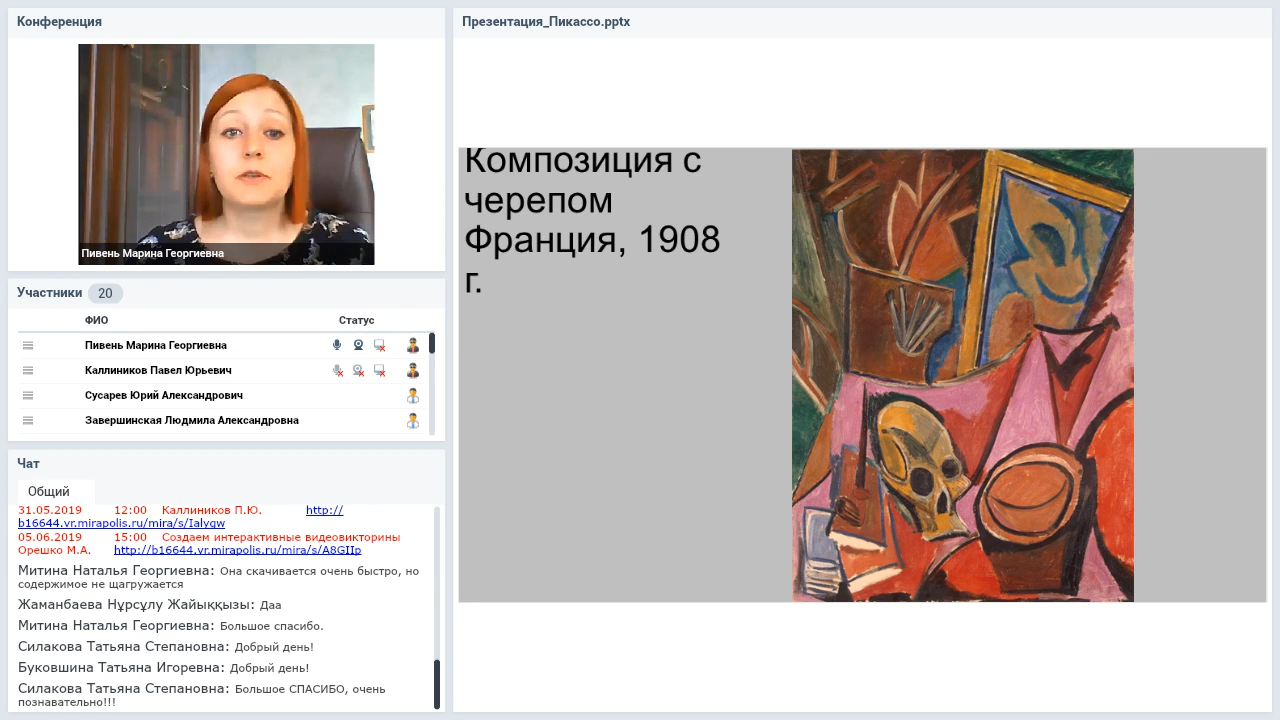 Конференция
Пивень Марина Георгиевна
Участники 20
ФИО Статус
Пивень Марина Георгиевна
Каллиников Павел Юрьевич
Сусарев Юрий Александрович
Завершинская Людмила Александровна
Чат
Общий
31.05.2019 12:00 Каллиников П.Ю. http://
b16644.vr.mirapolis.ru/mira/s/Ialyqw
05.06.2019 15:00 Создаем интерактивные видеовикторины
Орешко М.А. http://b16644.vr.mirapolis.ru/mira/s/A8GIIp
Митина Наталья Георгиевна: Она скачивается очень быстро, но
содержимое не щагружается
Жаманбаева Нұрсұлу Жайыққызы: Даа
Митина Наталья Георгиевна: Большое спасибо.
Силакова Татьяна Степановна: Добрый день!
Буковшина Татьяна Игоревна: Добрый день!
Силакова Татьяна Степановна: Большое СПАСИБО, очень
познавательно!!!
Презентация_Пикассо.pptx
Композиция с
черепом
Франция, 1908
г.